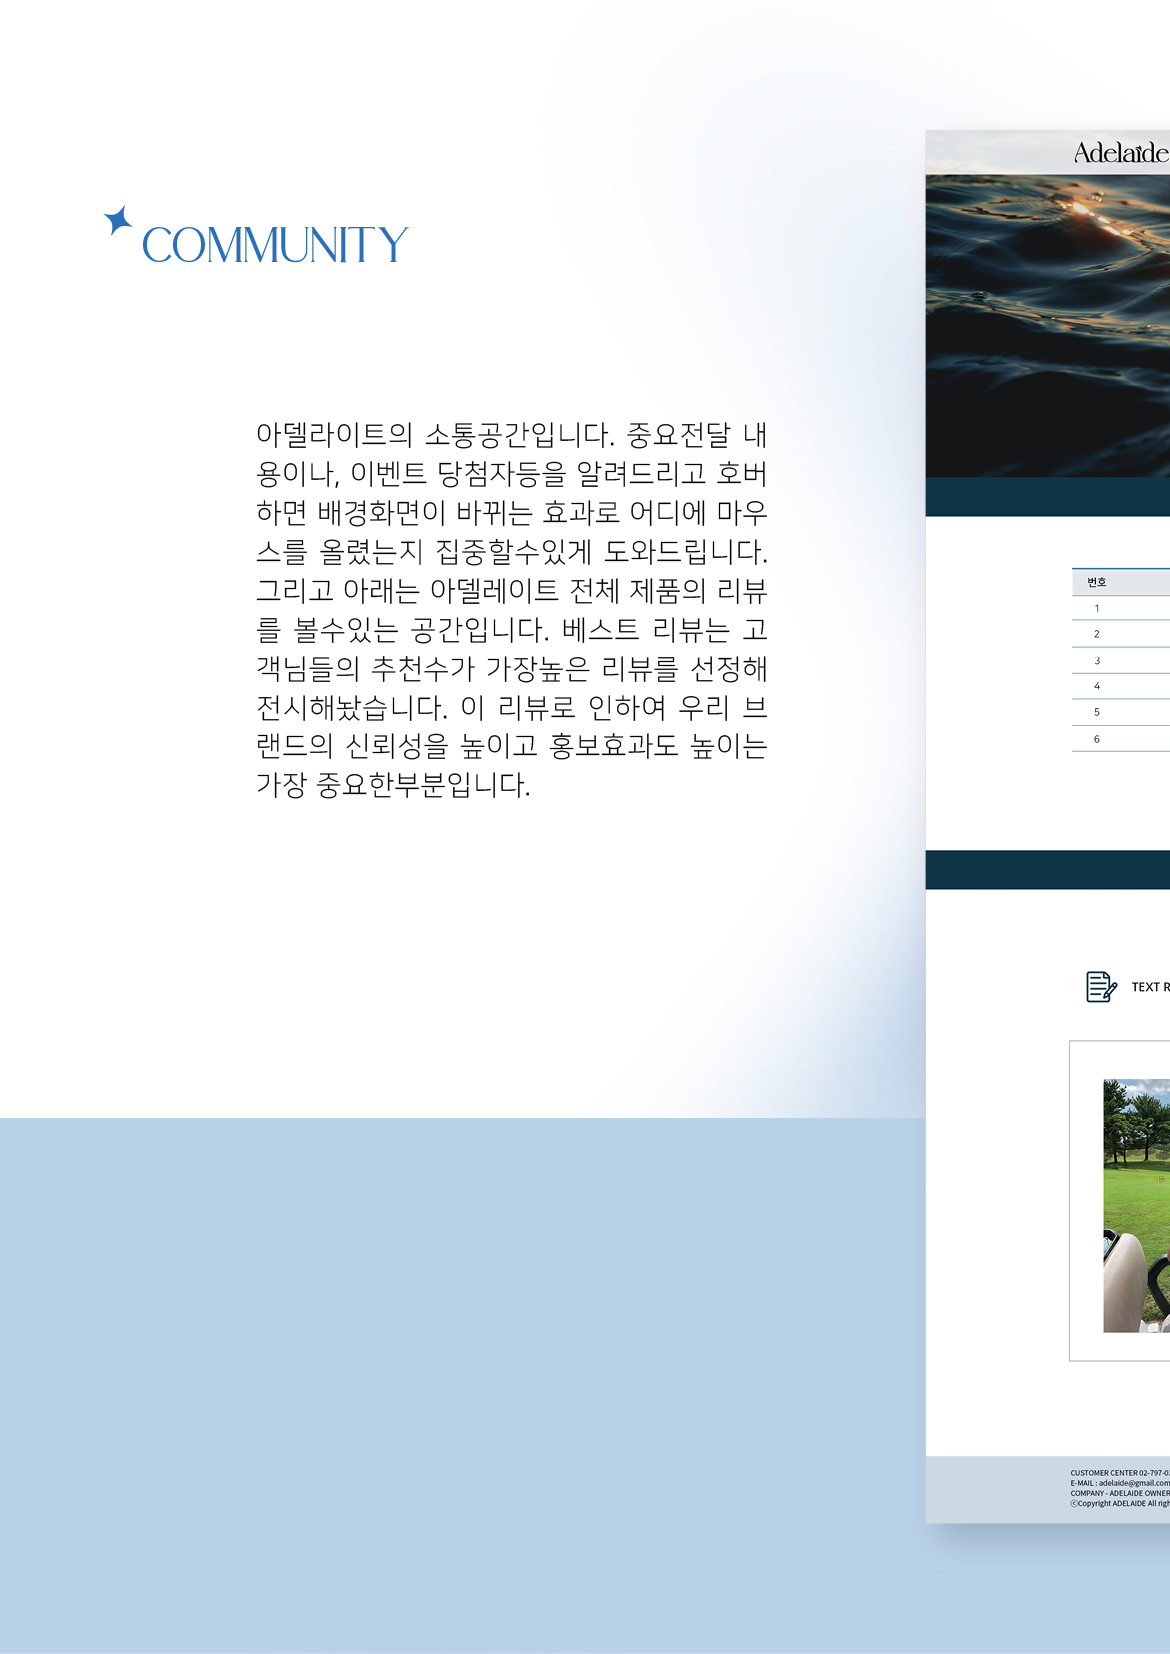 COMMUNITY
아델라이트의 소통공간입니다. 중요전달 내
용이나, 이벤트 당첨자등을 알려드리고 호버
하면 배경화면이 바뀌는 효과로 어디에 마우
스를 올렸는지 집중할수있게 도와드립니다.
그리고 아래는 아델레이트 전체 제품의 리뷰
를 볼수있는 공간입니다. 베스트 리뷰는 고
객님들의 추천수가 가장높은 리뷰를 선정해
전시해놨습니다. 이 리뷰로 인하여 우리 브
랜드의 신뢰성을 높이고 홍보효과도 높이는
가장 중요한부분입니다.
Adelaide
번호
1
2
3
4
5
6
TEXT R
CUSTOMER CENTER 02-797-0
E-MAIL : adelaide@gmail.com
COMPANY - ADELAIDE OWNER
ⓒCopyright ADELAIDE All righ